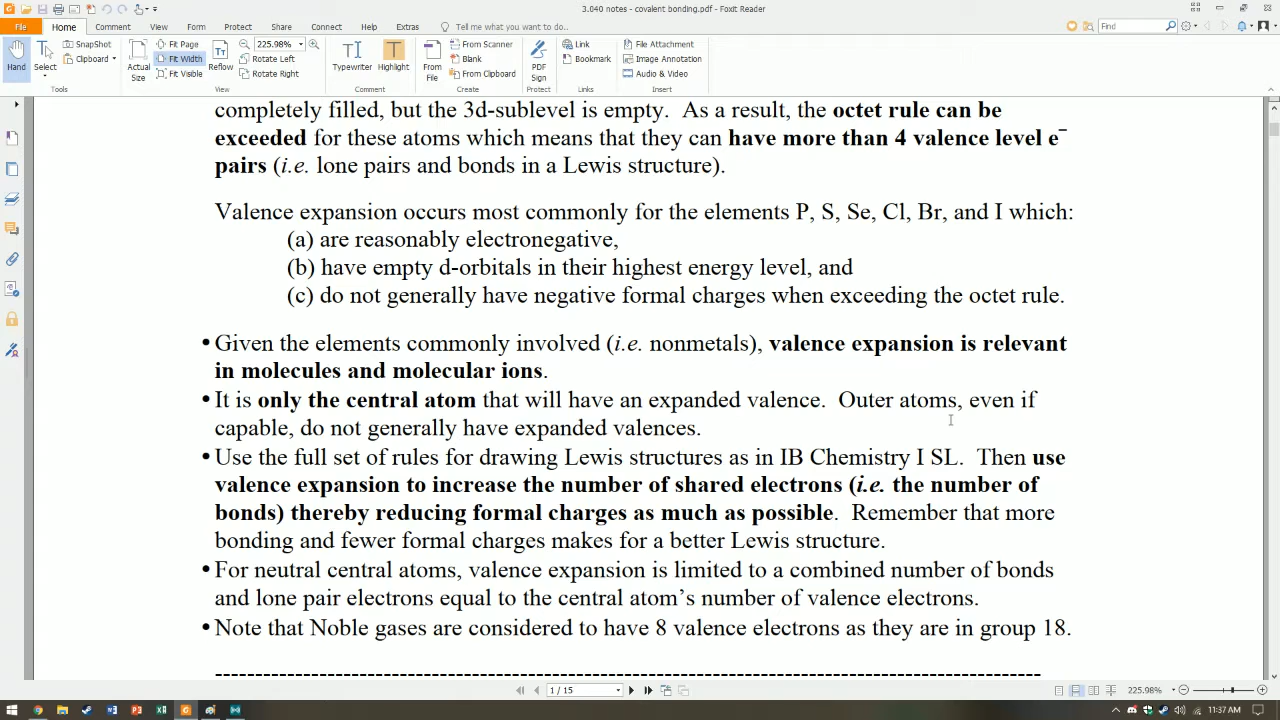 3.040 notes - covalent bonding.pdf - Foxit Reader
File
Home
Comment
View
Form
Protect
Share
Connect
Help
Extras
Tell me what you want to do...
Find
Hand
Select
SnapShot
Clipboard
Actual Size
Fit Page
Fit Width
Fit Visible
Reflow
225.98%
Rotate Left
Rotate Right
Typewriter
Highlight
From File
From Scanner
Blank
From Clipboard
PDF Sign
Link
Bookmark
File Attachment
Image Annotation
Audio & Video
Tools
View
Comment
Create
Protect
Links
Insert
completely filled, but the 3d-sublevel is empty. As a result, the octet rule can be
exceeded for these atoms which means that they can have more than 4 valence level e⁻
pairs (i.e. lone pairs and bonds in a Lewis structure).
Valence expansion occurs most commonly for the elements P, S, Se, Cl, Br, and I which:
(a) are reasonably electronegative,
(b) have empty d-orbitals in their highest energy level, and
(c) do not generally have negative formal charges when exceeding the octet rule.
• Given the elements commonly involved (i.e. nonmetals), valence expansion is relevant
in molecules and molecular ions.
• It is only the central atom that will have an expanded valence. Outer atoms, even if
capable, do not generally have expanded valences.
• Use the full set of rules for drawing Lewis structures as in IB Chemistry I SL. Then use
valence expansion to increase the number of shared electrons (i.e. the number of
bonds) thereby reducing formal charges as much as possible. Remember that more
bonding and fewer formal charges makes for a better Lewis structure.
• For neutral central atoms, valence expansion is limited to a combined number of bonds
and lone pair electrons equal to the central atom's number of valence electrons.
• Note that Noble gases are considered to have 8 valence electrons as they are in group 18.
1 / 15
225.98%
11:37 AM